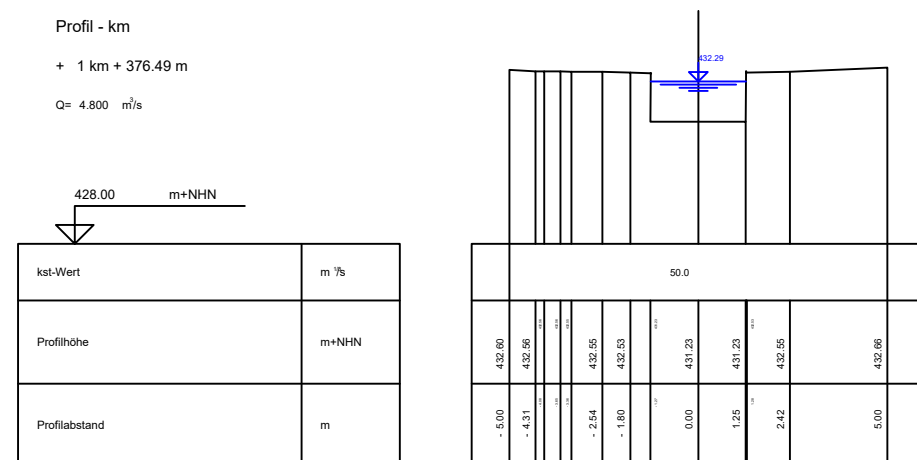 Profil - km
+ 1 km + 376.49 m
Q= 4.800 m³/s
432.29
428.00 m+NHN
kst-Wert m ⅓/s 50.0
Profilhöhe m+NHN 432.60 432.56 432.55 432.53 431.23 431.23 432.55 432.66
Profilabstand m - 5.00 - 4.31 - 2.54 - 1.80 0.00 1.25 2.42 5.00